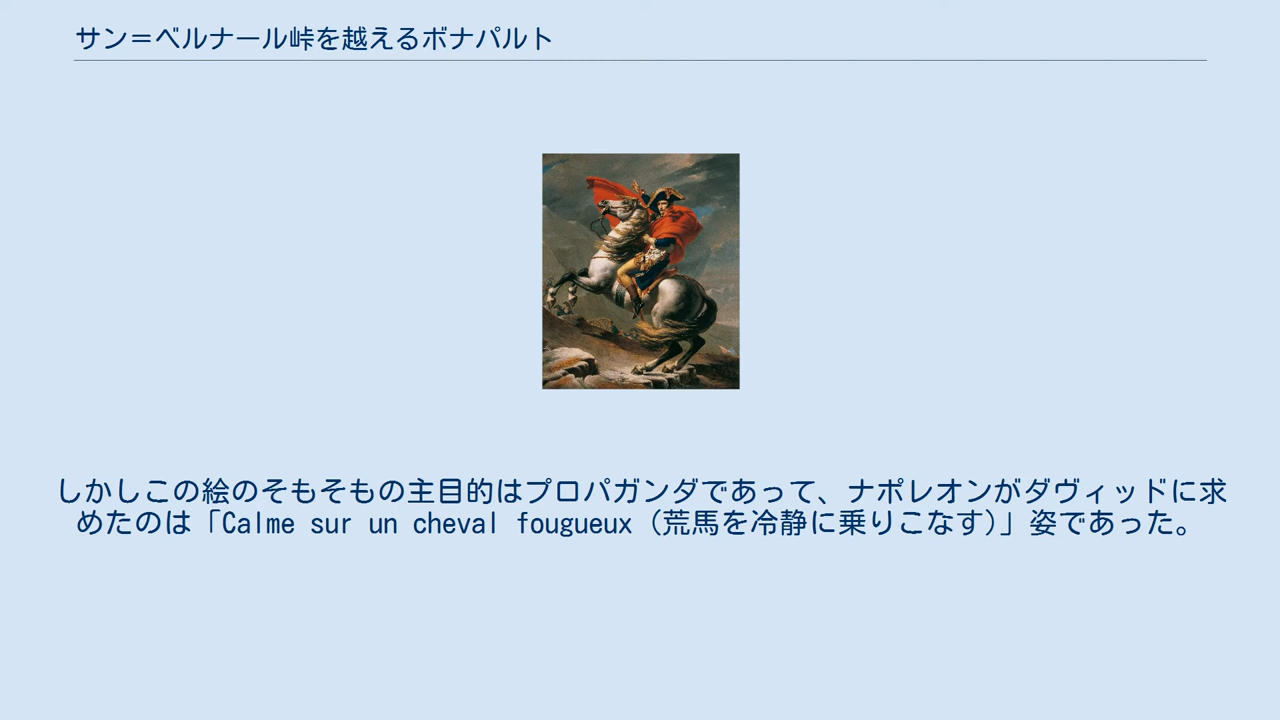 サン＝ベルナール峠を越えるボナパルト
しかしこの絵のそもそもの主目的はプロパガンダであって、ナポレオンがダヴィッドに求
めたのは「Calme sur un cheval fougueux (荒馬を冷静に乗りこなす)」姿であった。